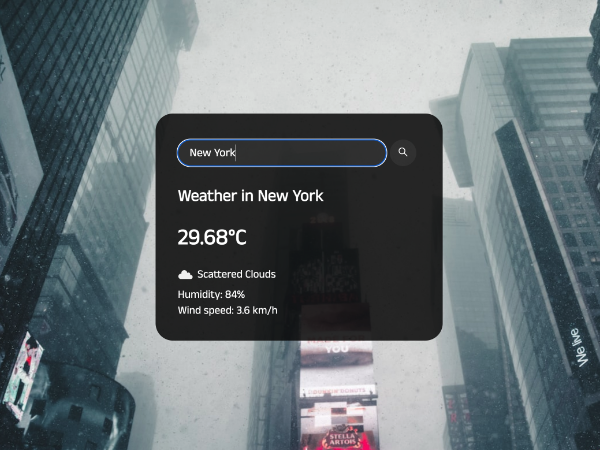 New York
Weather in New York
29.68°C
Scattered Clouds
Humidity: 84%
Wind speed: 3.6 km/h
We live
YOU
STELLA
ARTOIS